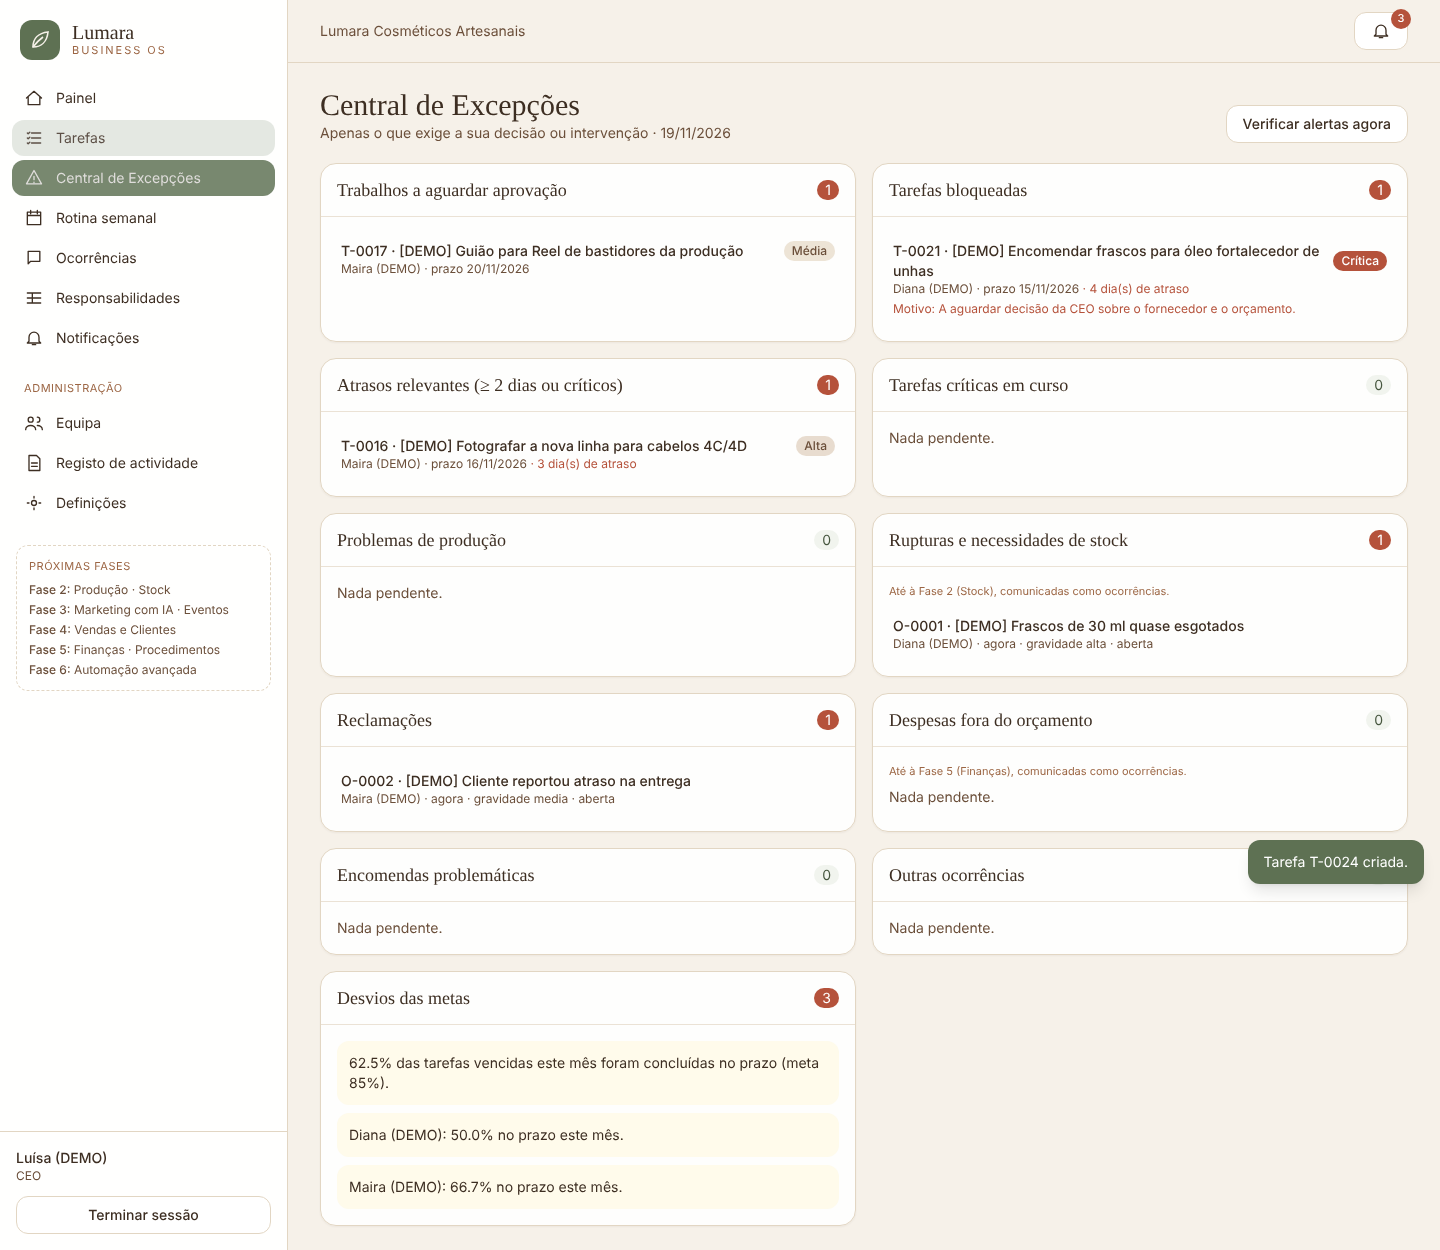 Lumara
BUSINESS OS
Painel
Tarefas
Central de Excepções
Rotina semanal
Ocorrências
Responsabilidades
Notificações
ADMINISTRAÇÃO
Equipa
Registo de actividade
Definições
PRÓXIMAS FASES
Fase 2: Produção · Stock
Fase 3: Marketing com IA · Eventos
Fase 4: Vendas e Clientes
Fase 5: Finanças · Procedimentos
Fase 6: Automação avançada
Luísa (DEMO)
CEO
Terminar sessão
Lumara Cosméticos Artesanais
3
Central de Excepções
Apenas o que exige a sua decisão ou intervenção · 19/11/2026
Verificar alertas agora
Trabalhos a aguardar aprovação
1
T-0017 · [DEMO] Guião para Reel de bastidores da produção
Média
Maira (DEMO) · prazo 20/11/2026
Tarefas bloqueadas
1
T-0021 · [DEMO] Encomendar frascos para óleo fortalecedor de
unhas
Crítica
Diana (DEMO) · prazo 15/11/2026 · 4 dia(s) de atraso
Motivo: A aguardar decisão da CEO sobre o fornecedor e o orçamento.
Atrasos relevantes (≥ 2 dias ou críticos)
1
T-0016 · [DEMO] Fotografar a nova linha para cabelos 4C/4D
Alta
Maira (DEMO) · prazo 16/11/2026 · 3 dia(s) de atraso
Tarefas críticas em curso
0
Nada pendente.
Problemas de produção
0
Nada pendente.
Rupturas e necessidades de stock
1
Até à Fase 2 (Stock), comunicadas como ocorrências.
O-0001 · [DEMO] Frascos de 30 ml quase esgotados
Diana (DEMO) · agora · gravidade alta · aberta
Reclamações
1
O-0002 · [DEMO] Cliente reportou atraso na entrega
Maira (DEMO) · agora · gravidade media · aberta
Despesas fora do orçamento
0
Até à Fase 5 (Finanças), comunicadas como ocorrências.
Nada pendente.
Encomendas problemáticas
0
Nada pendente.
Outras ocorrências
Tarefa T-0024 criada.
Nada pendente.
Desvios das metas
3
62.5% das tarefas vencidas este mês foram concluídas no prazo (meta
85%).
Diana (DEMO): 50.0% no prazo este mês.
Maira (DEMO): 66.7% no prazo este mês.